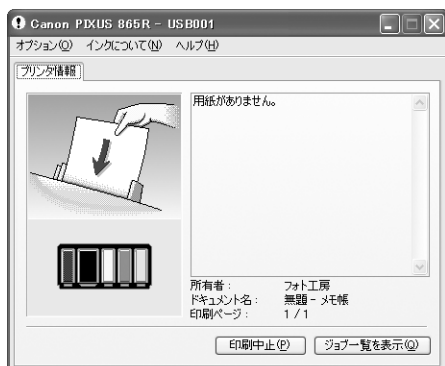 Canon PIXUS 865R - USB001
オプション(O) インクについて(N) ヘルプ(H)
プリンタ情報
用紙がありません。
所有者： フォト工房
ドキュメント名： 無題 - メモ帳
印刷ページ： 1 / 1
印刷中止(P) ジョブ一覧を表示(Q)